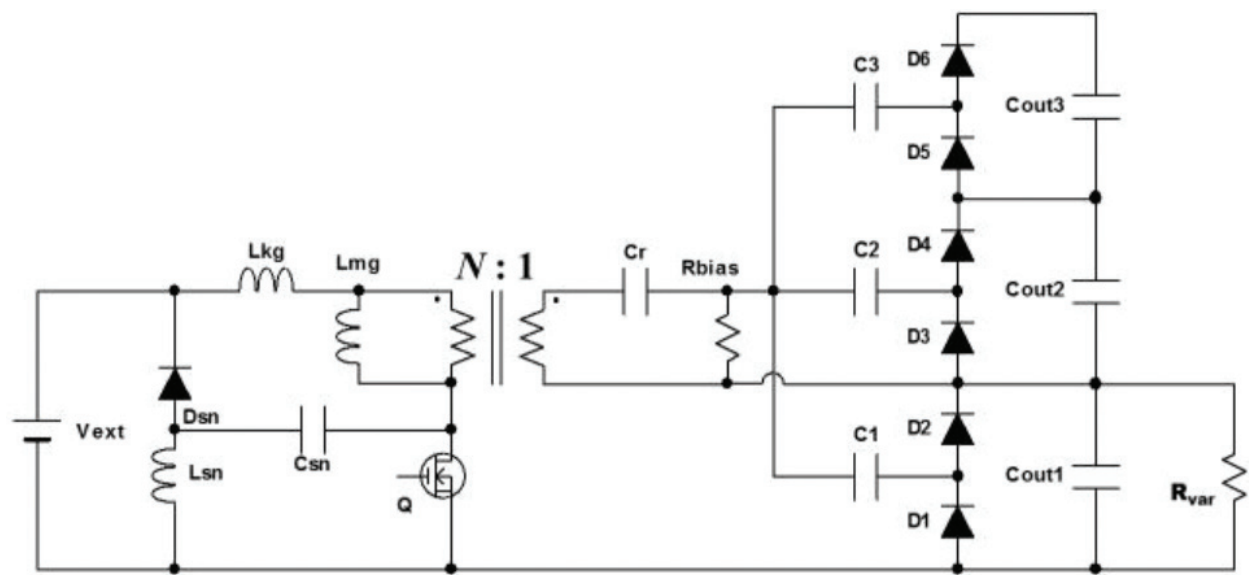 D6
C3
Cout3
D5
Lkg
Lmg
N : 1
Cr
Rbias
C2
D4
Cout2
D3
Vext
Dsn
Csn
Lsn
Q
C1
D2
Cout1
Rvar
D1